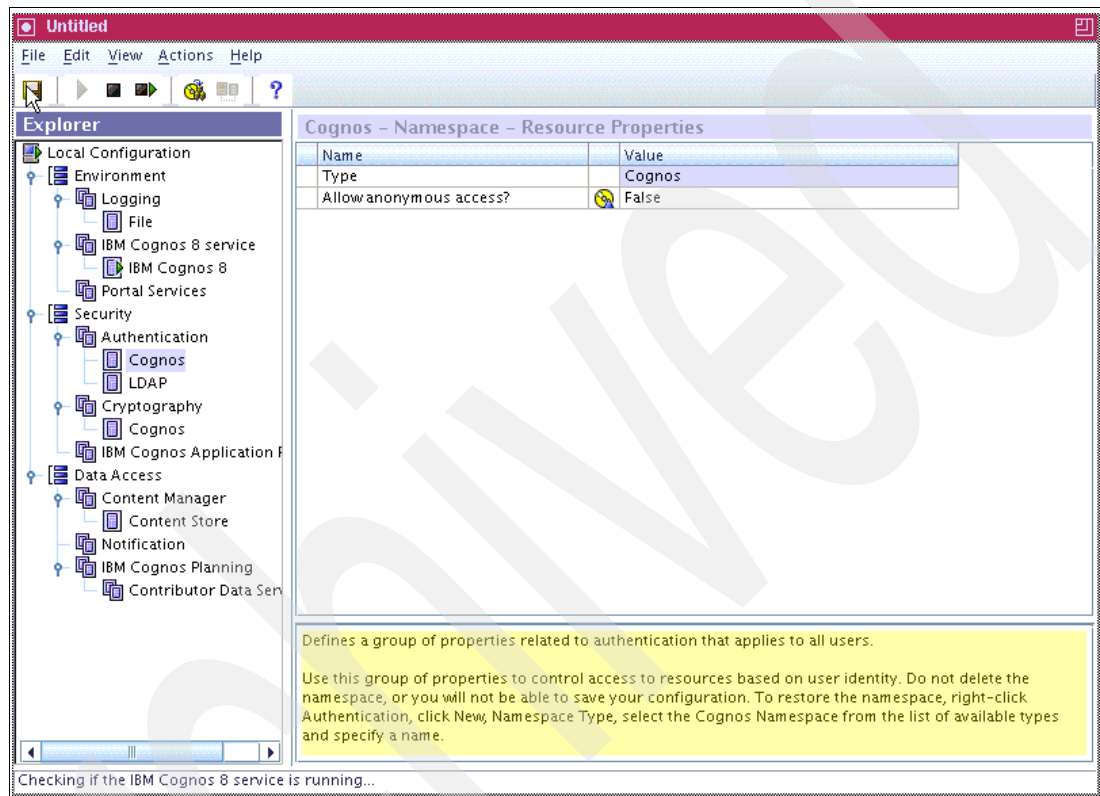 Untitled
File Edit View Actions Help
?
Explorer
Local Configuration
Environment
Logging
File
IBM Cognos 8 service
IBM Cognos 8
Portal Services
Security
Authentication
Cognos
LDAP
Cryptography
Cognos
IBM Cognos Application F
Data Access
Content Manager
Content Store
Notification
IBM Cognos Planning
Contributor Data Serv
Cognos – Namespace – Resource Properties
Name Value
Type Cognos
Allow anonymous access? False
Defines a group of properties related to authentication that applies to all users.
Use this group of properties to control access to resources based on user identity. Do not delete the
namespace, or you will not be able to save your configuration. To restore the namespace, right-click
Authentication, click New, Namespace Type, select the Cognos Namespace from the list of available types
and specify a name.
Checking if the IBM Cognos 8 service is running...